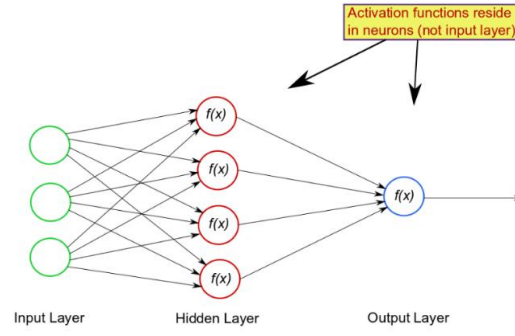 Activation functions reside
in neurons (not input layer)
f(x)
f(x)
f(x)
f(x)
f(x)
Input Layer
Hidden Layer
Output Layer